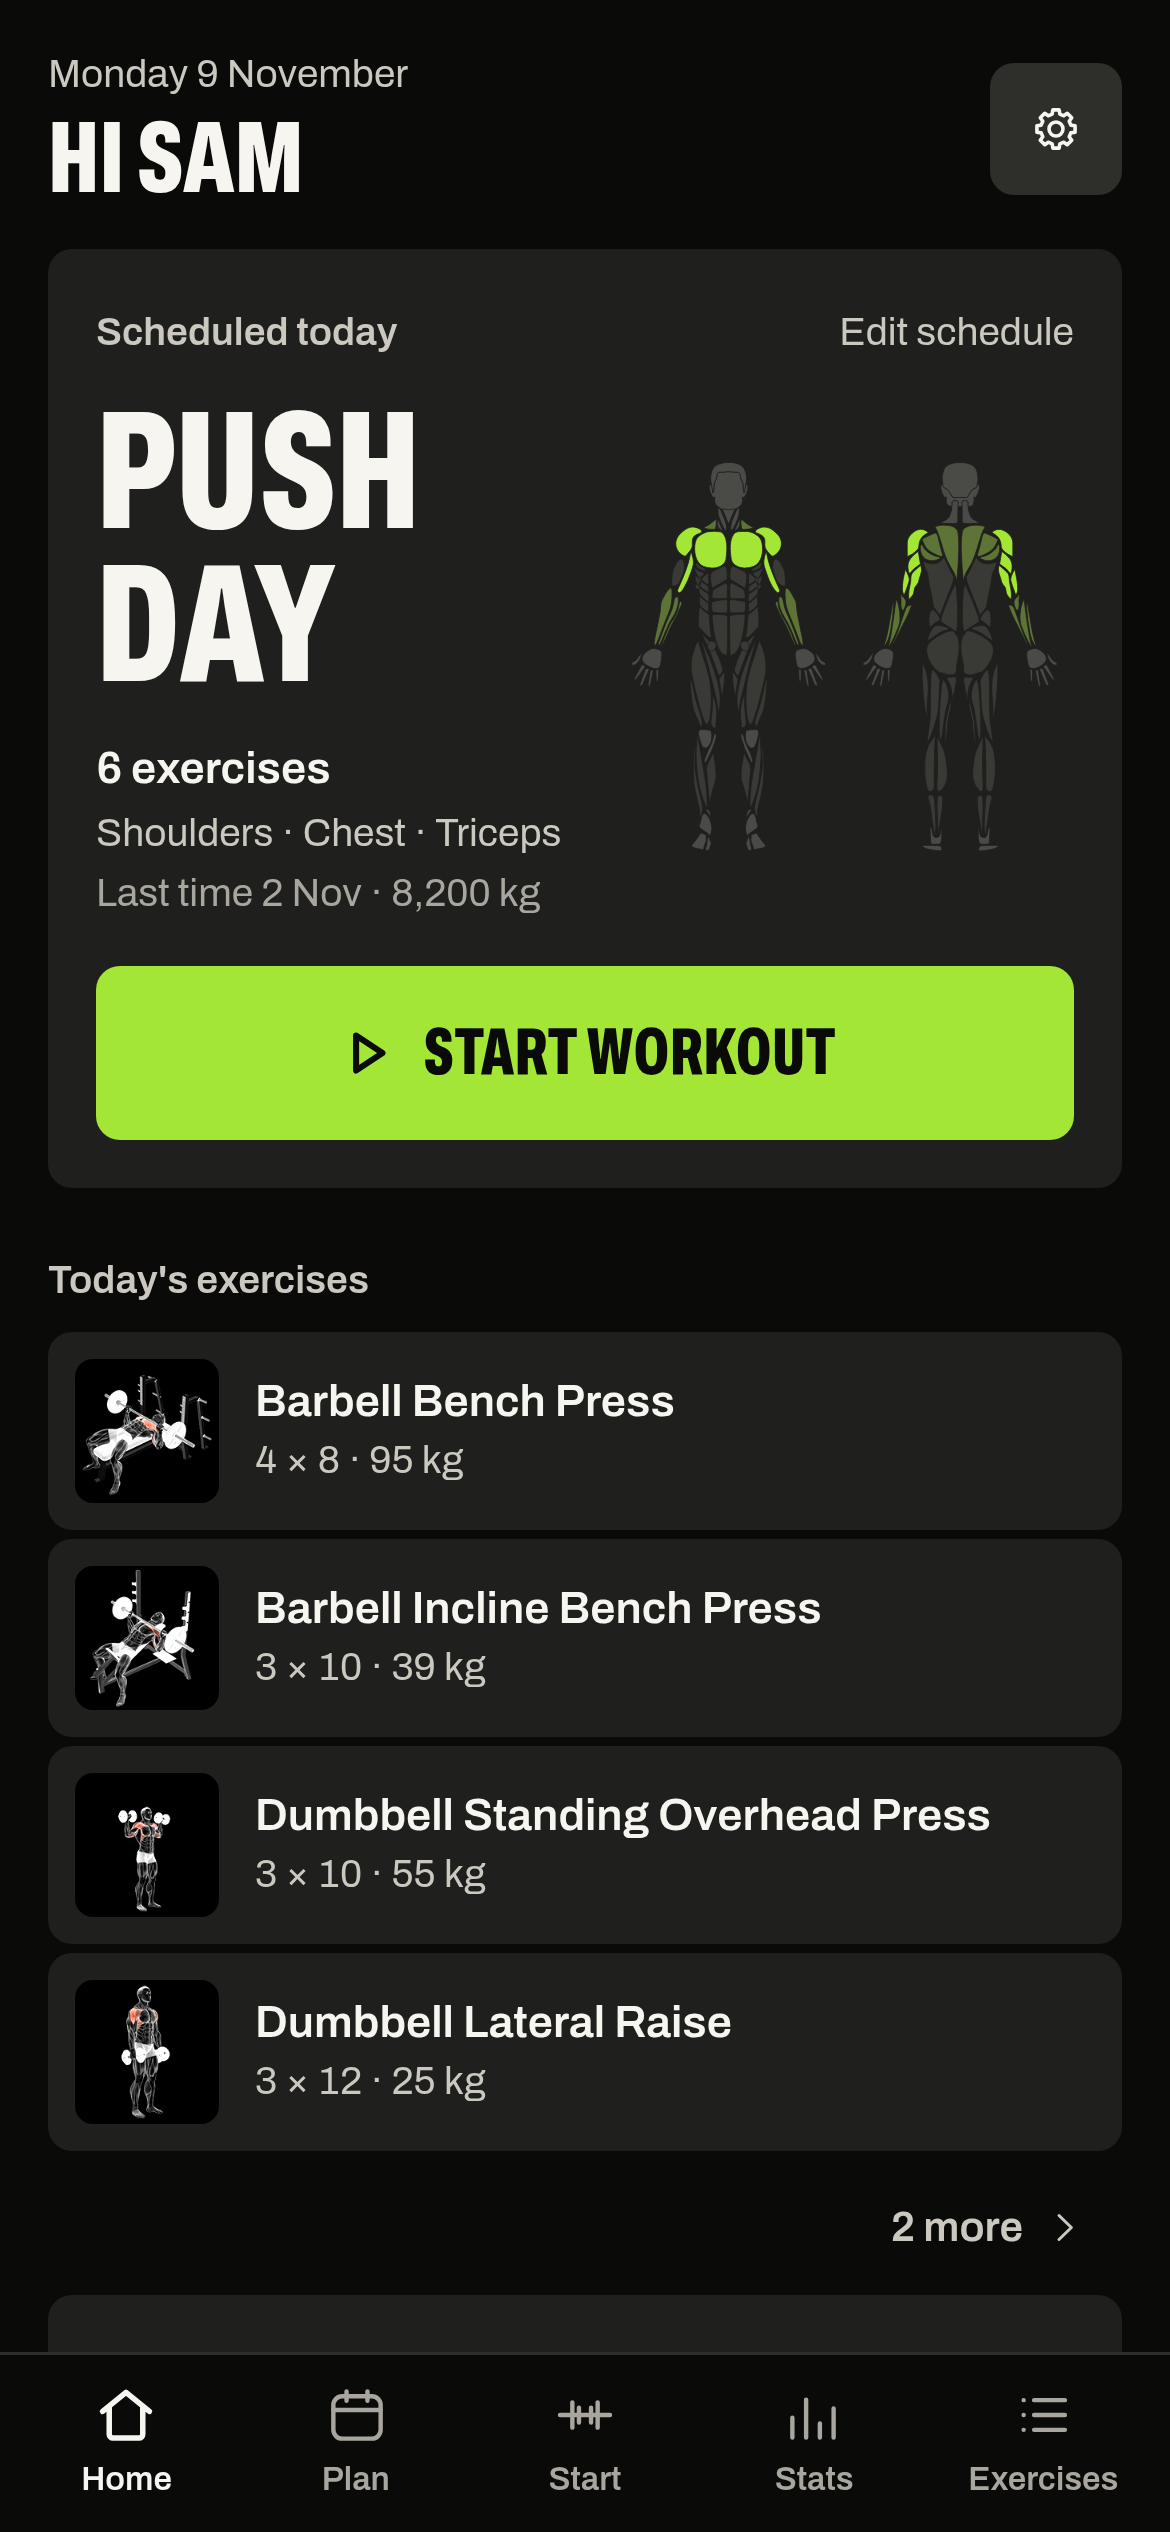 Monday 9 November
HI SAM
Scheduled today
Edit schedule
PUSH
DAY
6 exercises
Shoulders · Chest · Triceps
Last time 2 Nov · 8,200 kg
START WORKOUT
Today's exercises
Barbell Bench Press
4 × 8 · 95 kg
Barbell Incline Bench Press
3 × 10 · 39 kg
Dumbbell Standing Overhead Press
3 × 10 · 55 kg
Dumbbell Lateral Raise
3 × 12 · 25 kg
2 more
Home
Plan
Start
Stats
Exercises